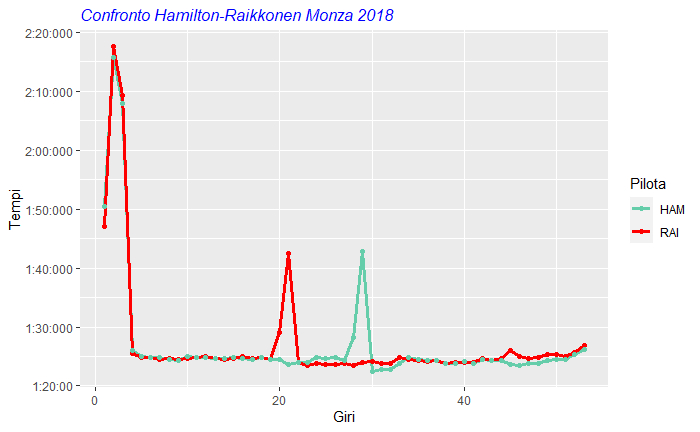 Confronto Hamilton-Raikkonen Monza 2018
2:20:000
2:10:000
2:00:000
1:50:000
1:40:000
1:30:000
1:20:000
Tempi
0
20
40
Giri
Pilota
HAM
RAI